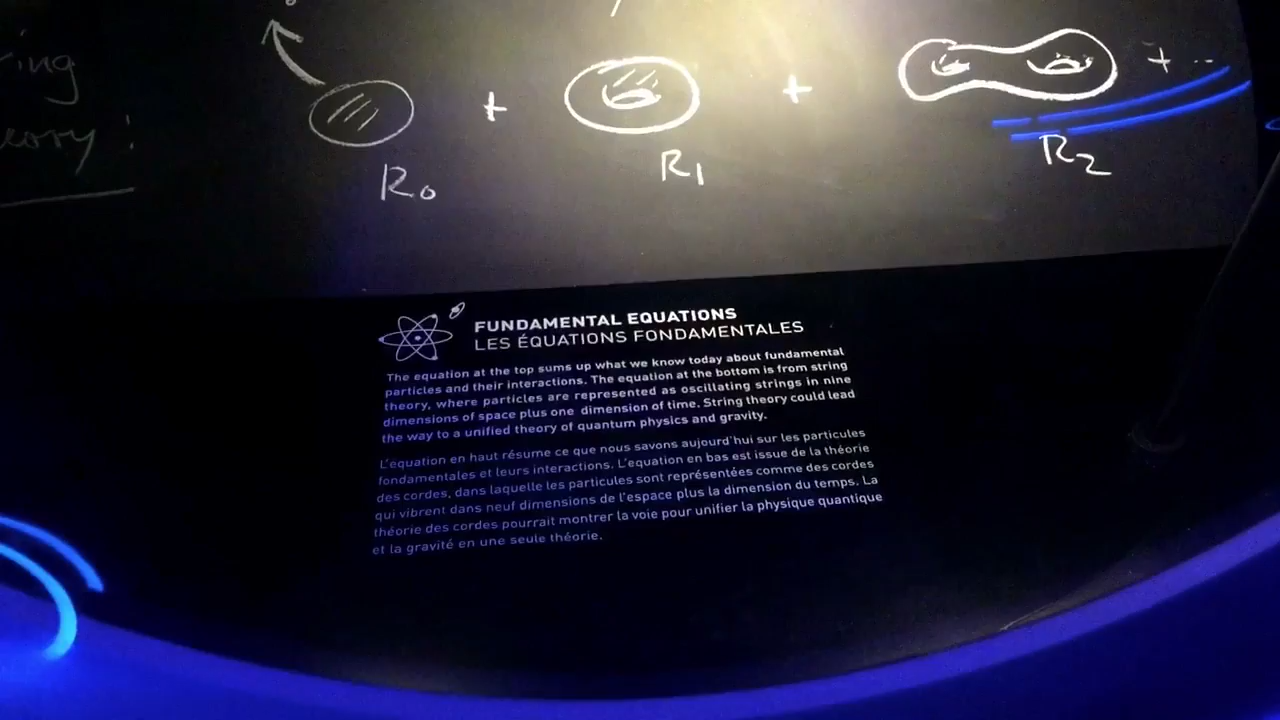 ring
eory!
+ + + ..
R0 R1 R2
FUNDAMENTAL EQUATIONS
LES ÉQUATIONS FONDAMENTALES
The equation at the top sums up what we know today about fundamental
particles and their interactions. The equation at the bottom is from string
theory, where particles are represented as oscillating strings in nine
dimensions of space plus one dimension of time. String theory could lead
the way to a unified theory of quantum physics and gravity.
L'equation en haut résume ce que nous savons aujourd'hui sur les particules
fondamentales et leurs interactions. L'equation en bas est issue de la théorie
des cordes, dans laquelle les particules sont représentées comme des cordes
qui vibrent dans neuf dimensions de l'espace plus la dimension du temps. La
théorie des cordes pourrait montrer la voie pour unifier la physique quantique
et la gravité en une seule théorie.